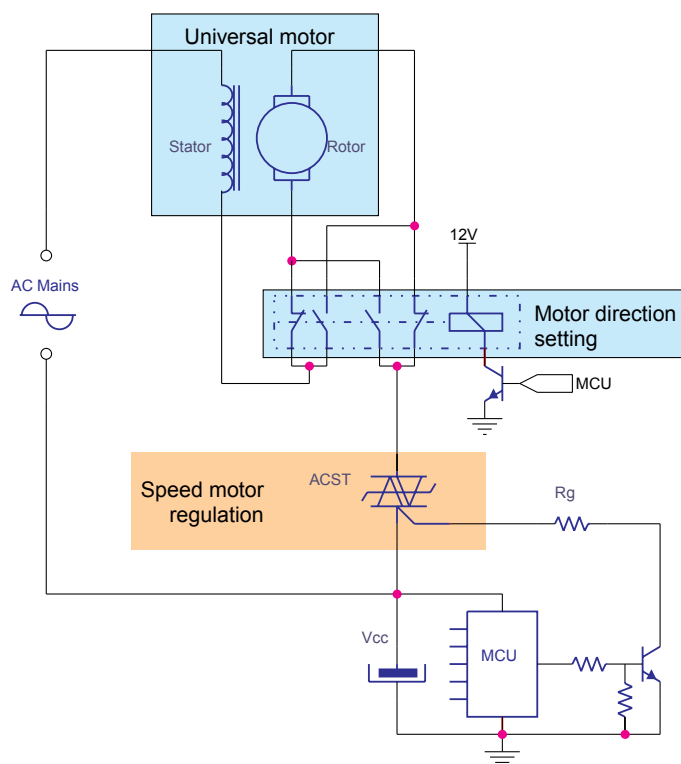 Universal motor
Stator
Rotor
12V
AC Mains
Motor direction
setting
MCU
Speed motor
regulation
ACST
Rg
Vcc
MCU